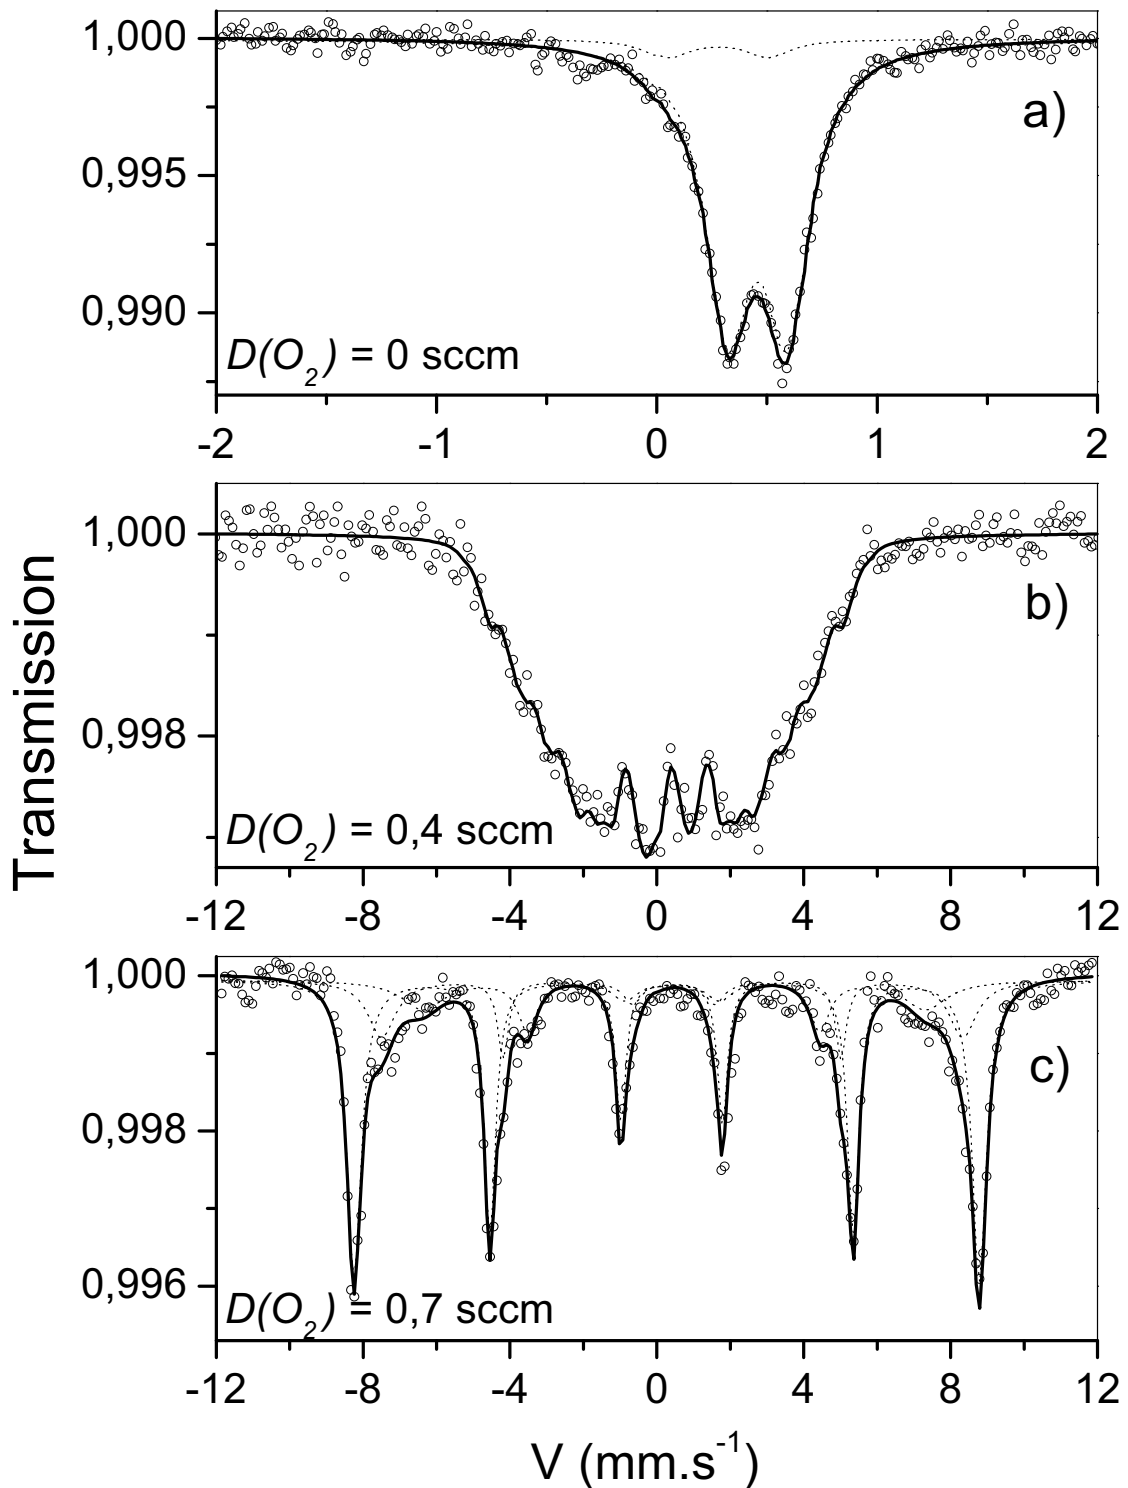 1,000
a)
0,995
0,990
D(O2) = 0 sccm
-2 -1 0 1 2
1,000
b)
0,998
D(O2) = 0,4 sccm
-12 -8 -4 0 4 8 12
Transmission
1,000
c)
0,998
0,996
D(O2) = 0,7 sccm
-12 -8 -4 0 4 8 12
V (mm.s-1)